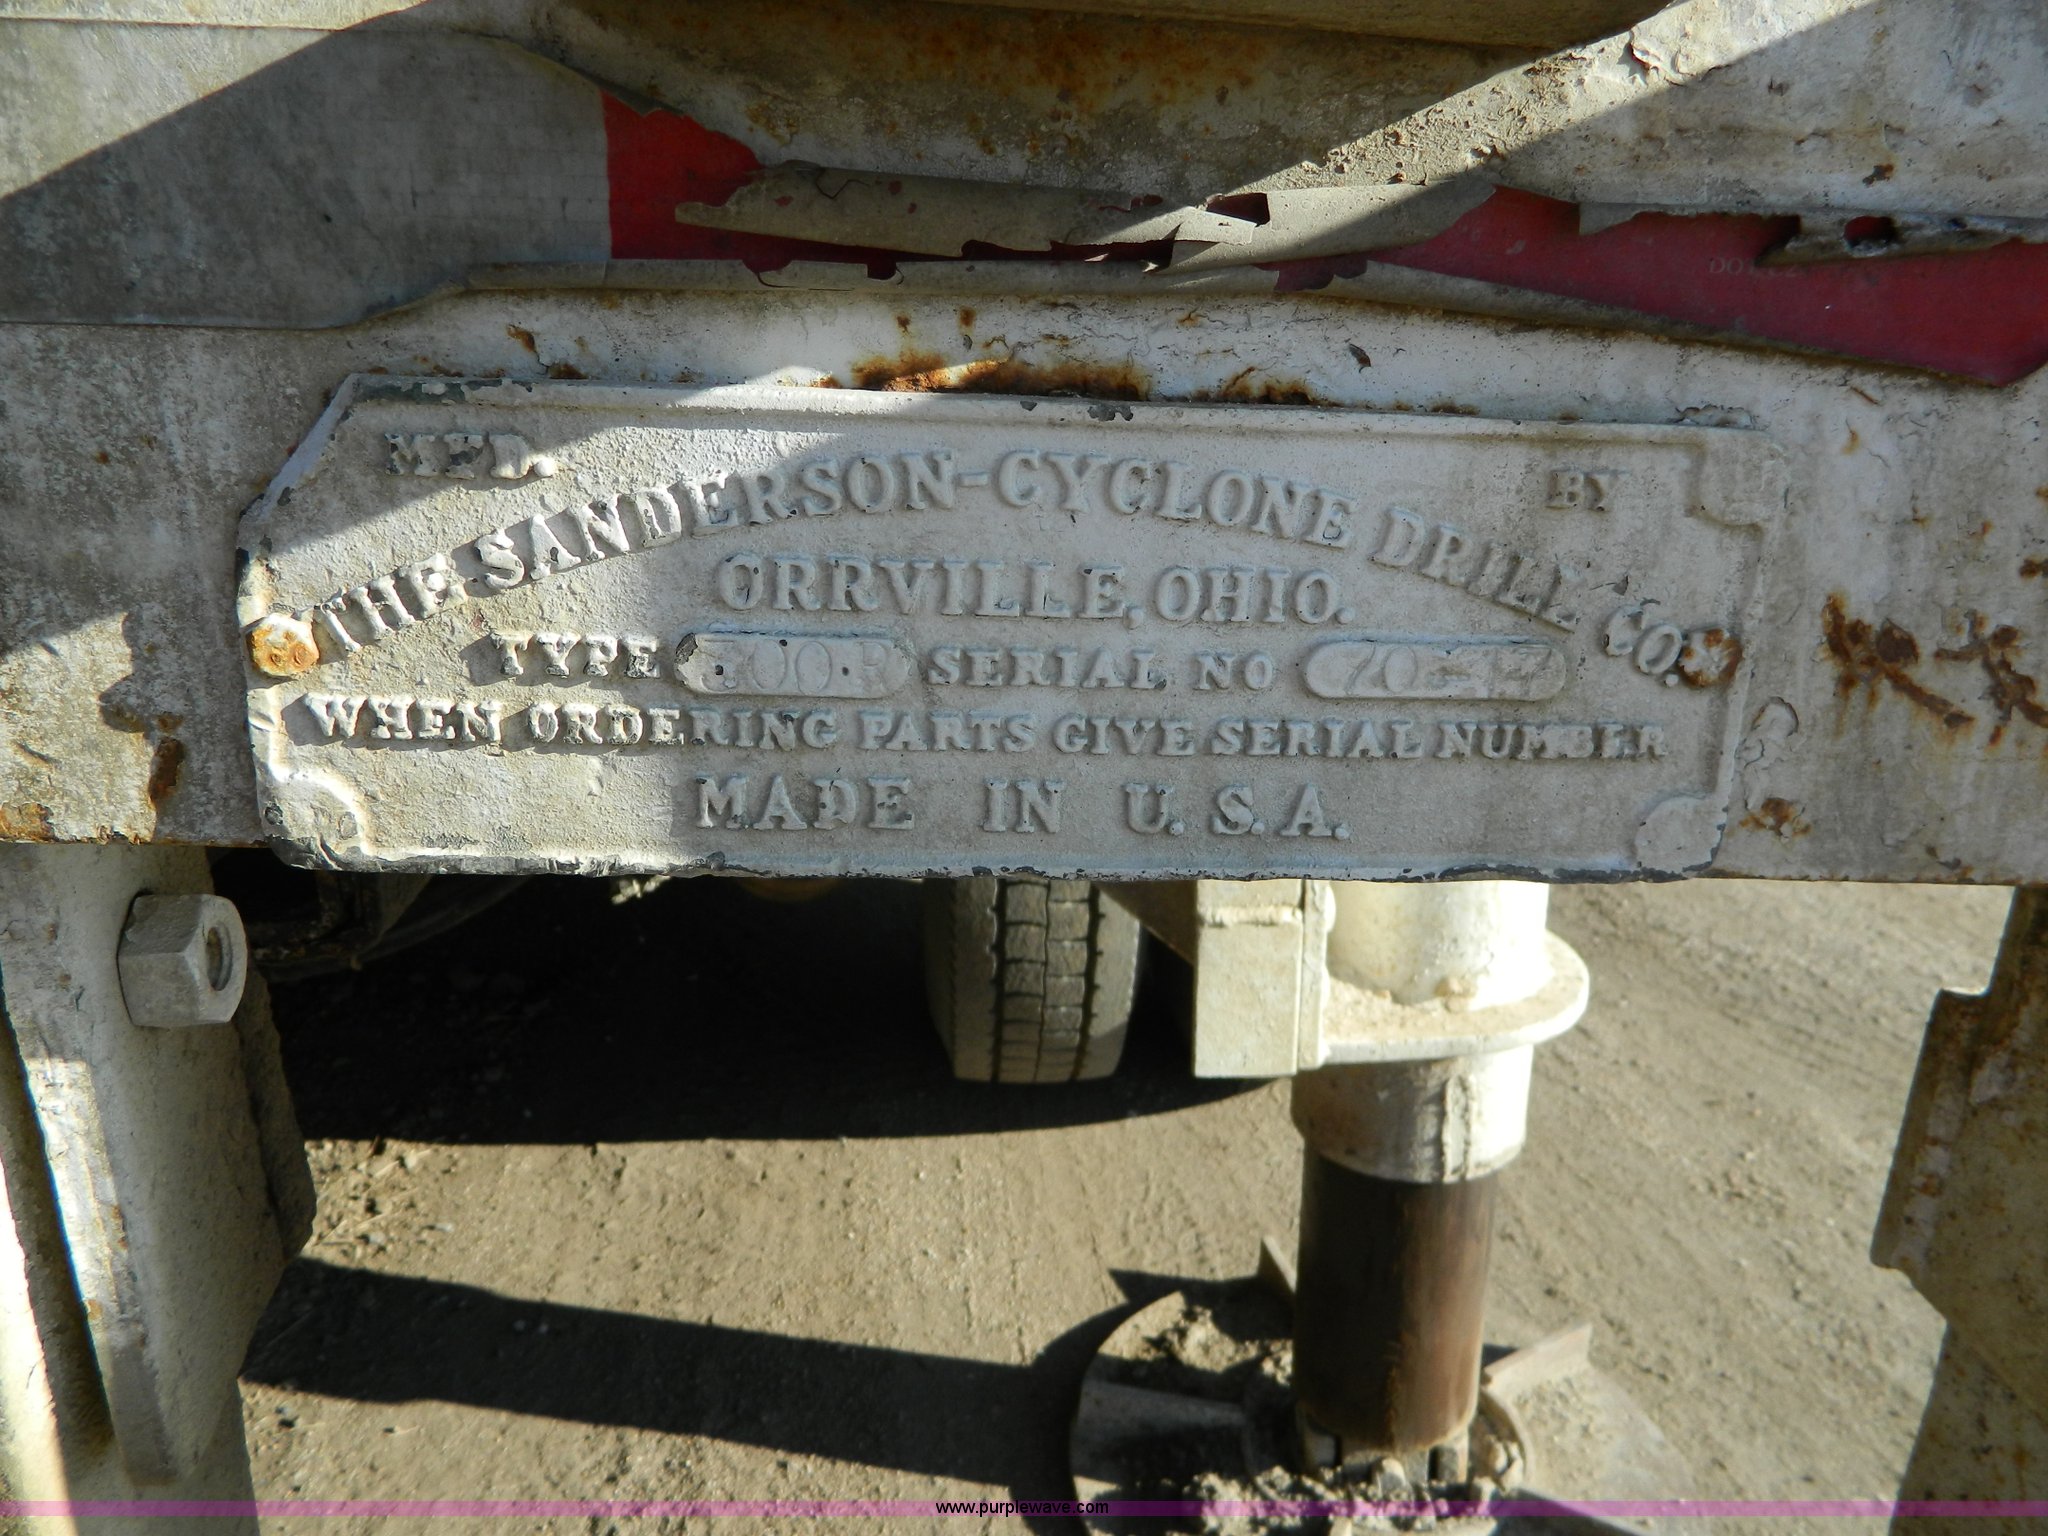 MFD. BY
THE SANDERSON-CYCLONE DRILL CO.
ORRVILLE, OHIO.
TYPE SERIAL NO
WHEN ORDERING PARTS GIVE SERIAL NUMBER
MADE IN U.S.A.
www.purplewave.com